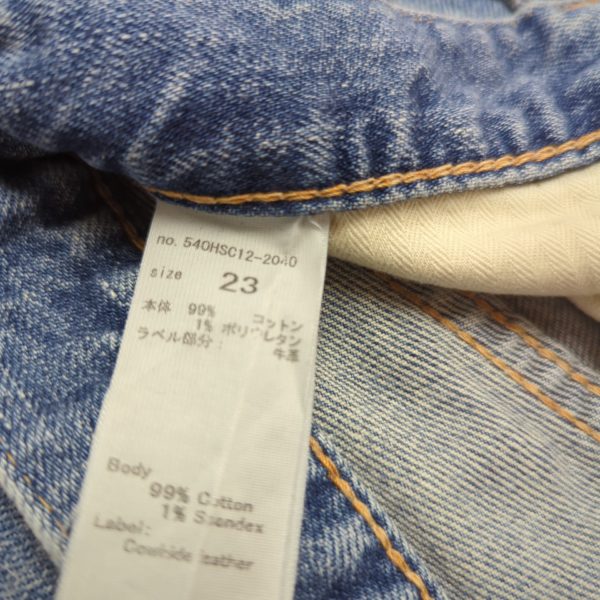 no. 540HSC12-2040
size 23
本体 99% コットン
1% ポリウレタン
ラベル部分: 牛革
Body
99% Cotton
1% Spandex
Label:
Cowhide leather